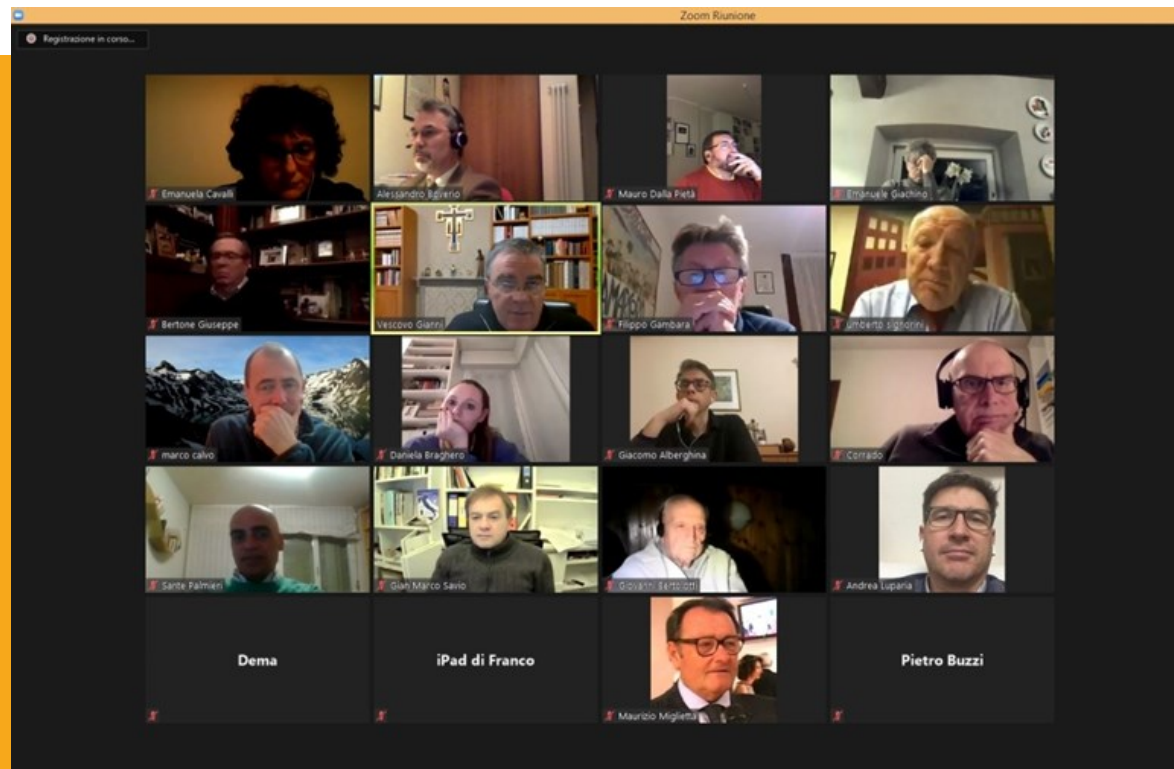 Zoom Riunione
Registrazione in corso...
Emanuela Cavalli
Alessandro Boverio
Mauro Dalla Pietà
Emanuele Giachino
Bertone Giuseppe
Vescovo Gianni
Filippo Gambara
umberto signorini
marco calvo
Daniela Braghero
Giacomo Alberghina
Corrado
Sante Palmieri
Gian Marco Savio
Giovanni Bertolotti
Andrea Luparia
Dema
iPad di Franco
Maurizio Miglietta
Pietro Buzzi